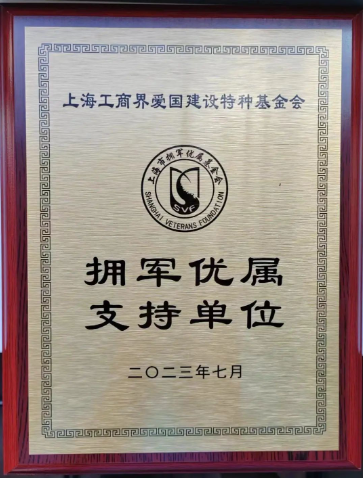 上海工商界爱国建设特种基金会
上海市拥军优属基金会
SVF
SHANGHAI VETERANS FOUNDATION
拥军优属
支持单位
二〇二三年七月